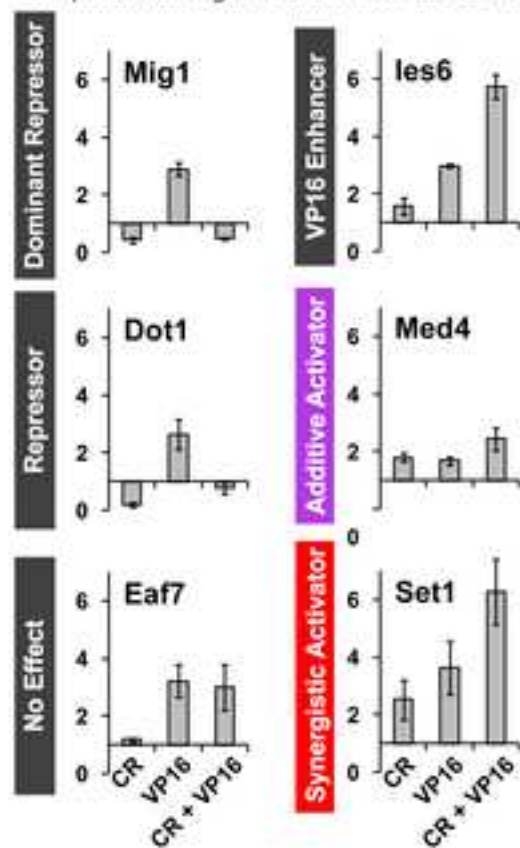 Dominant Repressor
Mig1
6
4
2
0
VP16 Enhancer
Ies6
6
4
2
0
Repressor
Dot1
6
4
2
0
Additive Activator
Med4
6
4
2
0
No Effect
Eaf7
6
4
2
0
CR
VP16
CR + VP16
Synergistic Activator
Set1
6
4
2
0
CR
VP16
CR + VP16